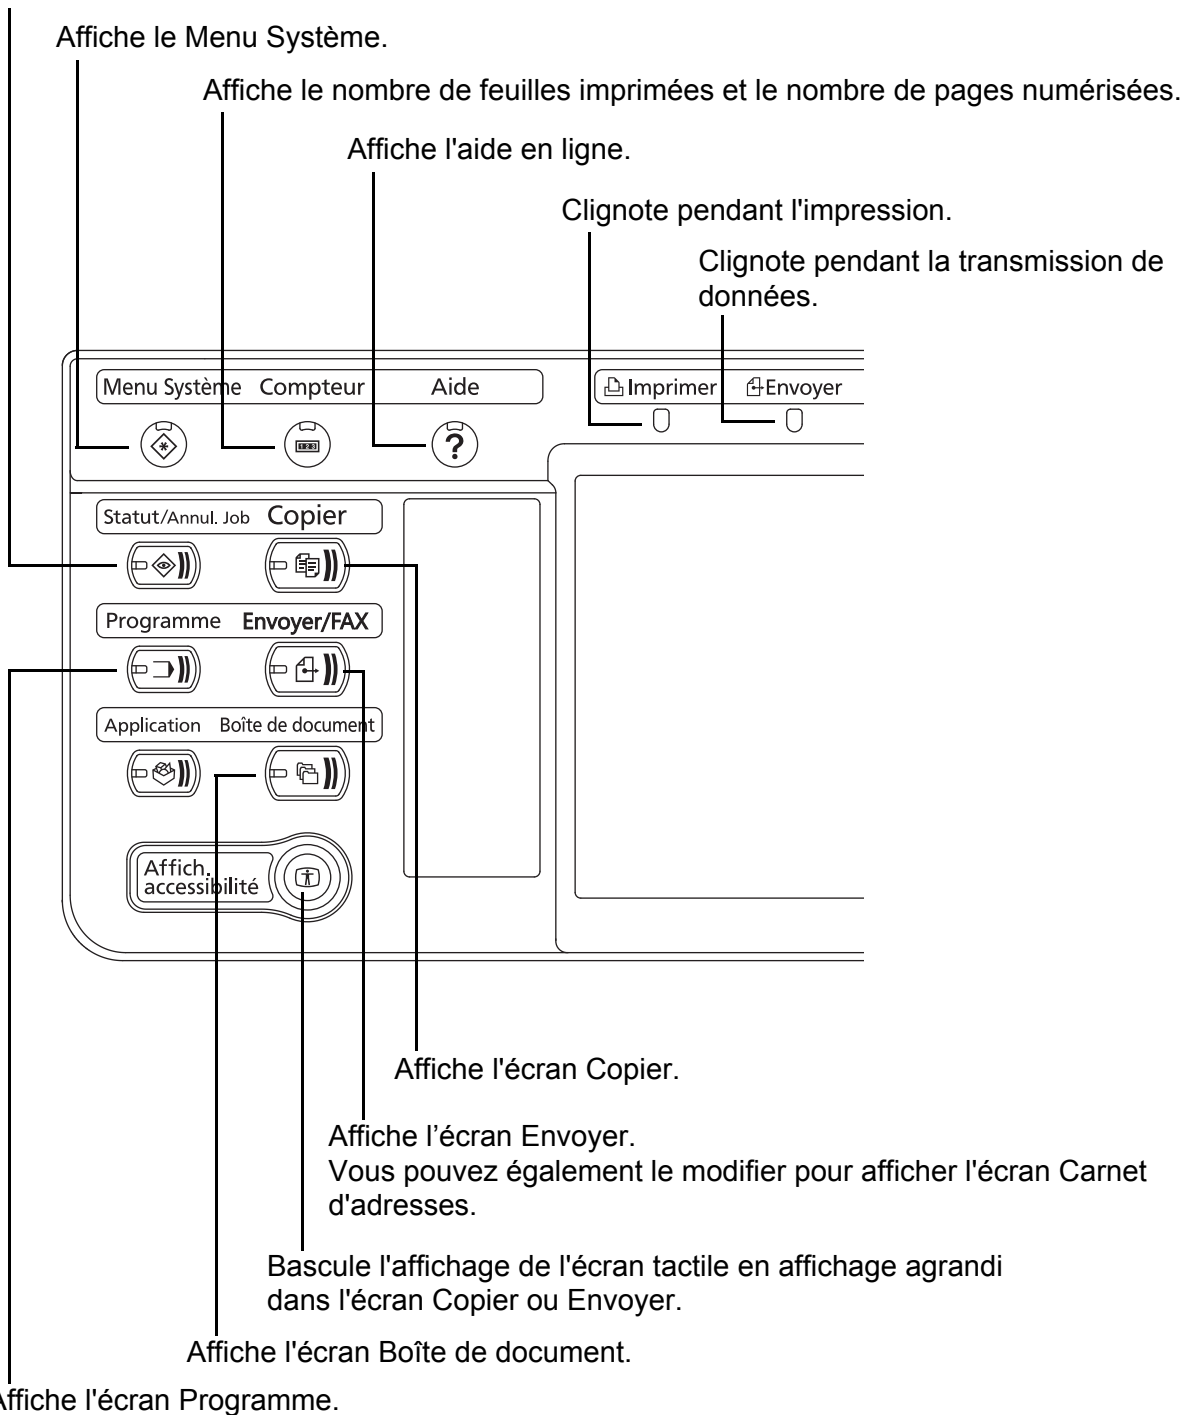 Affiche le Menu Système.
Affiche le nombre de feuilles imprimées et le nombre de pages numérisées.
Affiche l'aide en ligne.
Clignote pendant l'impression.
Clignote pendant la transmission de
données.
Menu Système Compteur Aide
Imprimer Envoyer
123
?
Statut/Annul. Job Copier
Programme Envoyer/FAX
Application Boîte de document
Affich.
accessibilité
Affiche l'écran Copier.
Affiche l’écran Envoyer.
Vous pouvez également le modifier pour afficher l'écran Carnet
d'adresses.
Bascule l'affichage de l'écran tactile en affichage agrandi
dans l'écran Copier ou Envoyer.
Affiche l'écran Boîte de document.
Affiche l'écran Programme.